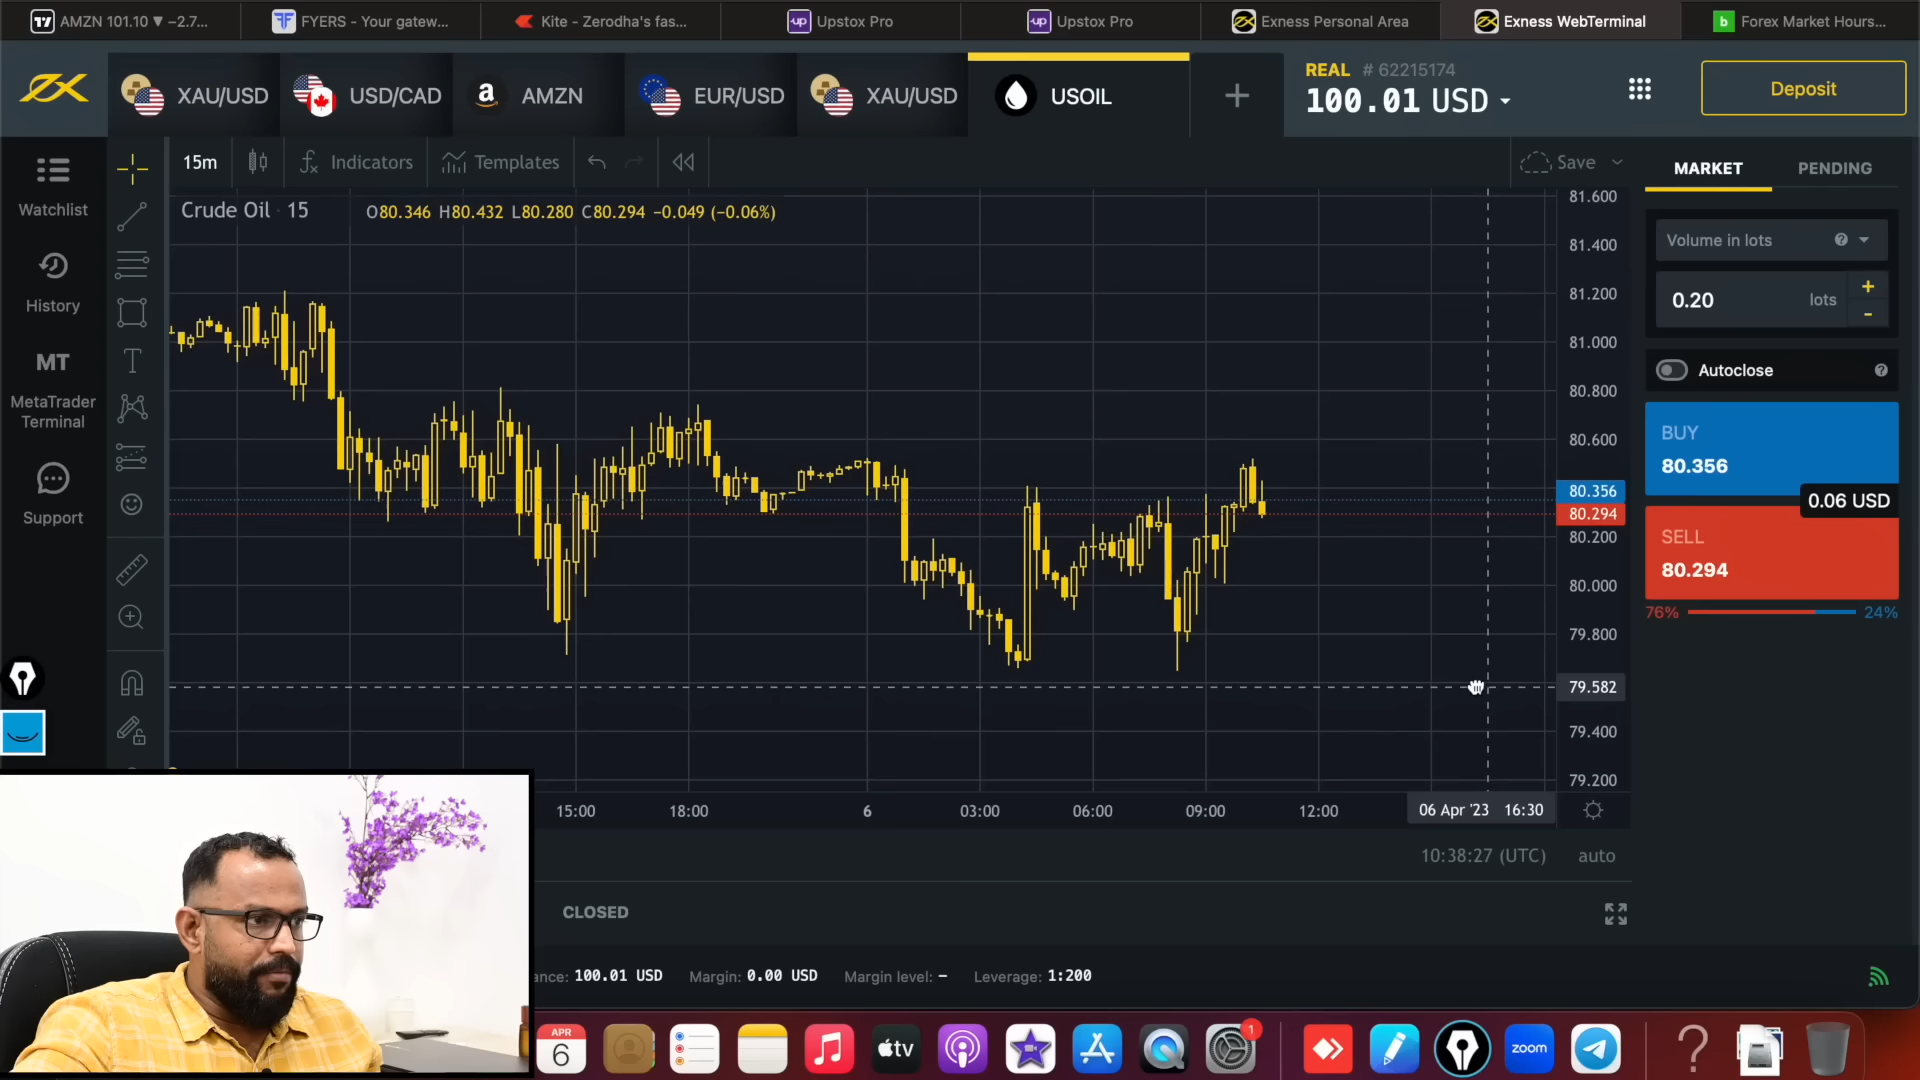 AMZN 101.10 ▼ −2.7...
FYERS - Your gatew...
Kite - Zerodha's fas...
Upstox Pro
Upstox Pro
Exness Personal Area
Exness WebTerminal
Forex Market Hours...
XAU/USD
USD/CAD
AMZN
EUR/USD
XAU/USD
USOIL
REAL # 62215174
100.01 USD
Deposit
15m
Indicators
Templates
Save
MARKET
PENDING
Watchlist
History
MT
MetaTrader
Terminal
Support
Crude Oil · 15 O80.346 H80.432 L80.280 C80.294 −0.049 (−0.06%)
81.600
81.400
81.200
81.000
80.800
80.600
80.356
80.294
80.200
80.000
79.800
79.582
79.400
79.200
Volume in lots
0.20 lots
+
-
Autoclose
BUY
80.356
0.06 USD
SELL
80.294
76% 24%
15:00 18:00 6 03:00 06:00 09:00 12:00 06 Apr '23 16:30
10:38:27 (UTC) auto
CLOSED
ance: 100.01 USD Margin: 0.00 USD Margin level: – Leverage: 1:200
APR
6
tv
1
zoom